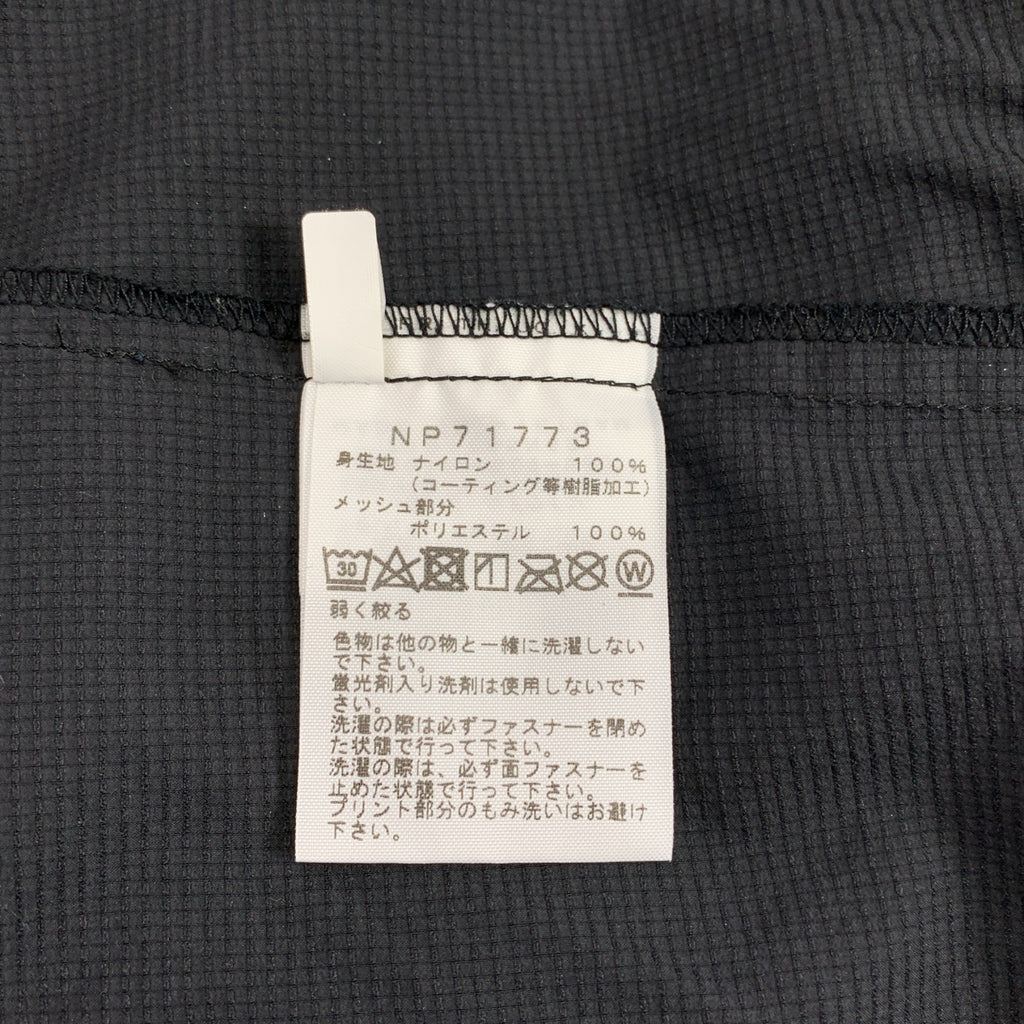 NP71773
身生地 ナイロン 100%
(コーティング等樹脂加工)
メッシュ部分
ポリエステル 100%
30 W
弱く絞る
色物は他の物と一緒に洗濯しない
で下さい。
蛍光剤入り洗剤は使用しないで下
さい。
洗濯の際は必ずファスナーを閉め
た状態で行って下さい。
洗濯の際は、必ず面ファスナーを
止めた状態で行って下さい。
プリント部分のもみ洗いはお避け
下さい。